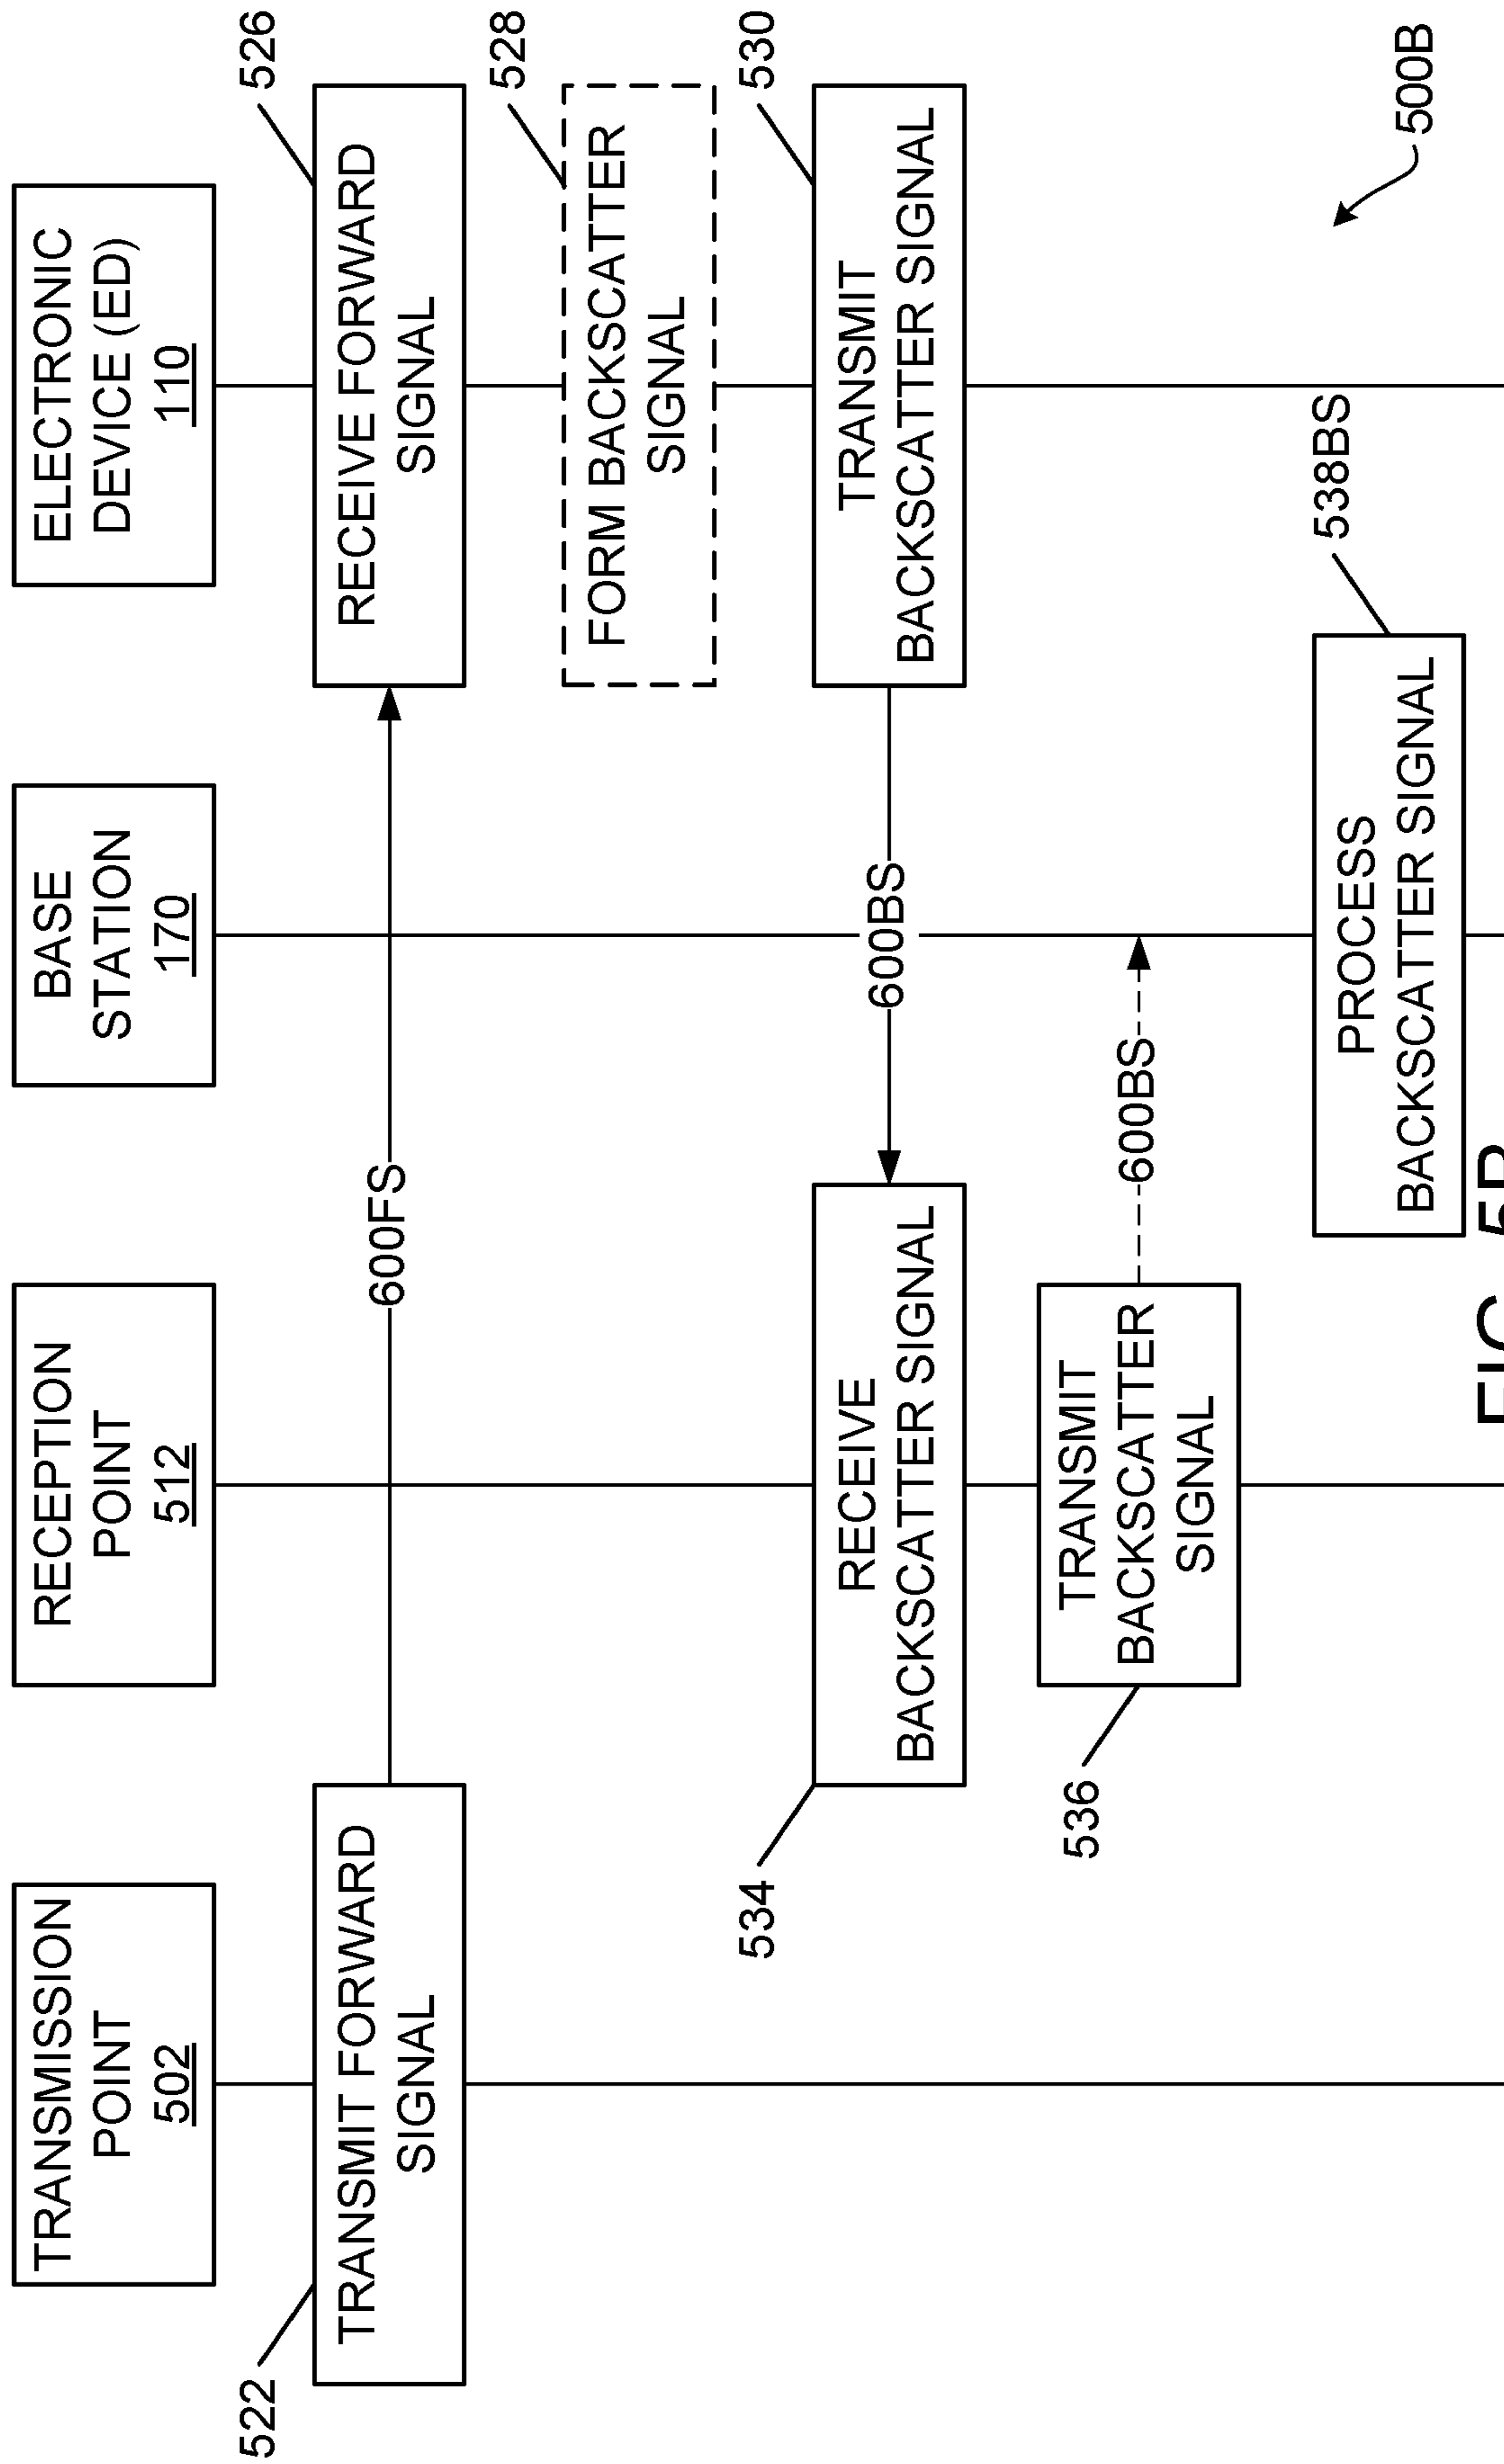 TRANSMISSION
POINT
502
RECEPTION
POINT
512
BASE
STATION
170
ELECTRONIC
DEVICE (ED)
110
522
TRANSMIT FORWARD
SIGNAL
600FS
RECEIVE FORWARD
SIGNAL
526
FORM BACKSCATTER
SIGNAL
528
534
RECEIVE
BACKSCATTER SIGNAL
600BS
TRANSMIT
BACKSCATTER SIGNAL
530
536
TRANSMIT
BACKSCATTER
SIGNAL
600BS
PROCESS
BACKSCATTER SIGNAL
538BS
500B